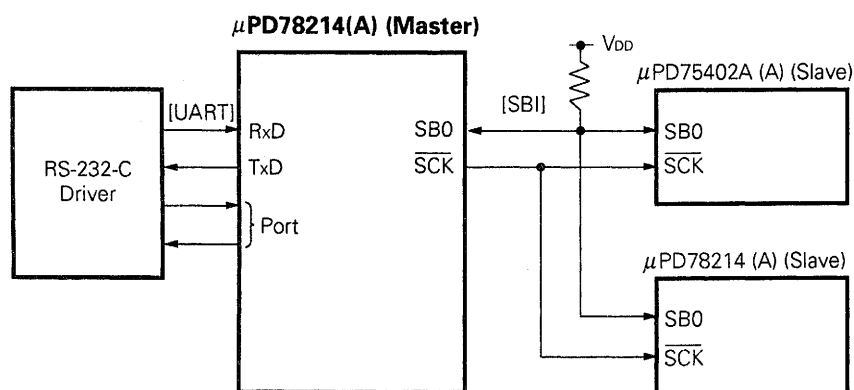 μPD78214(A) (Master)
VDD
μPD75402A (A) (Slave)
[UART]
[SBI]
RxD
SB0
SB0
RS-232-C
Driver
TxD
SCK
SCK
Port
μPD78214 (A) (Slave)
SB0
SCK